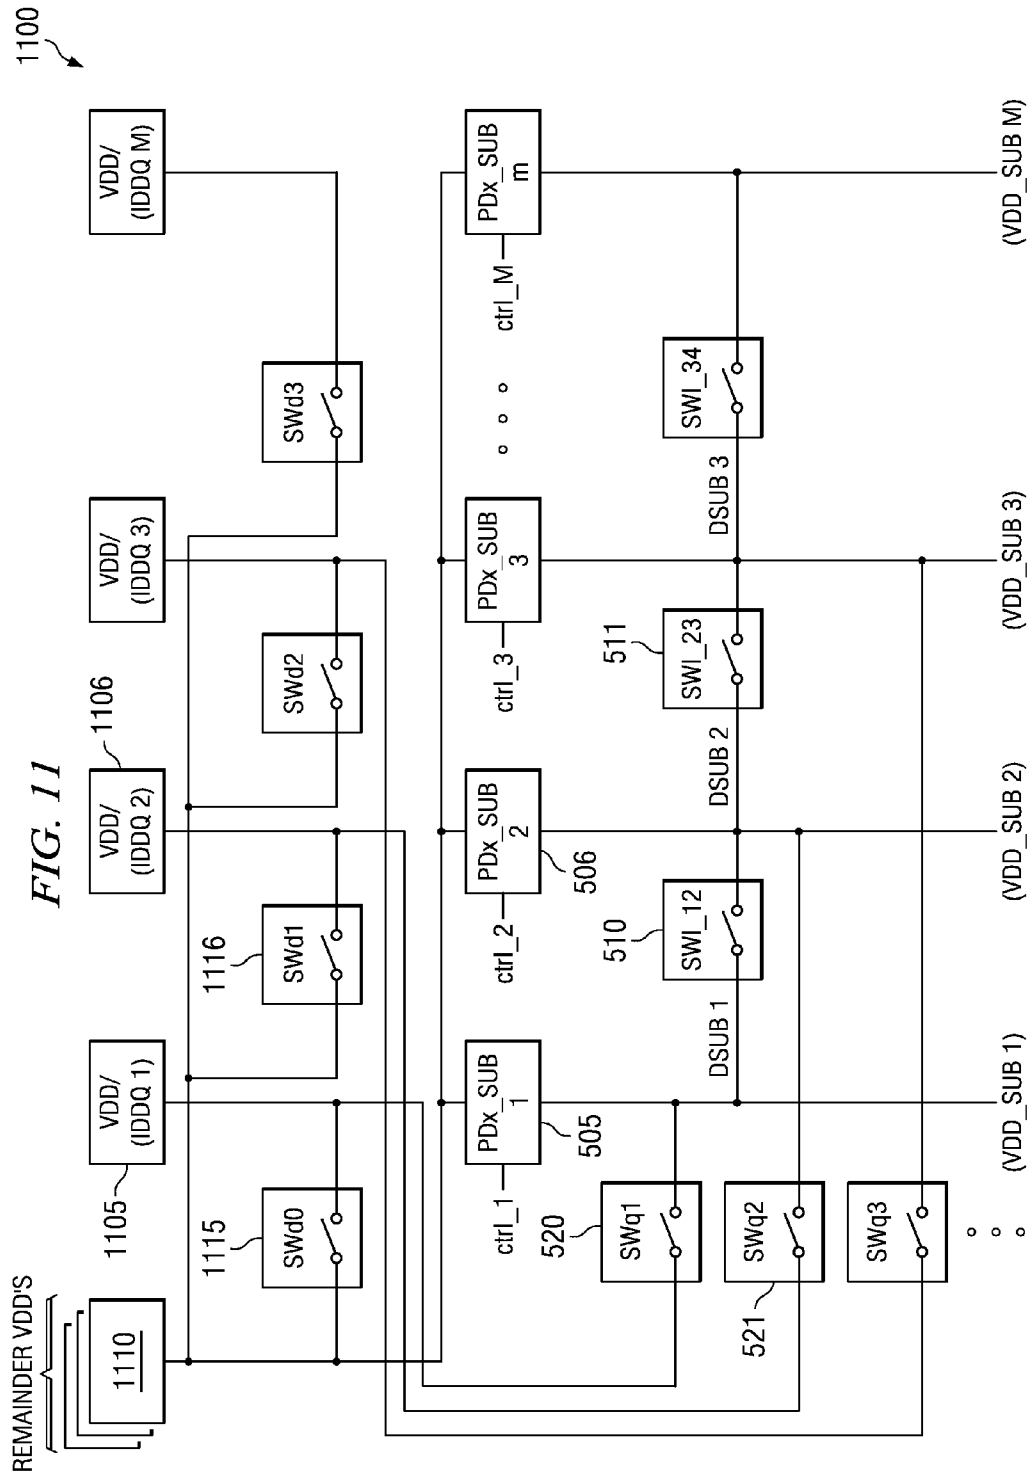 FIG. 11
1100
REMAINDER VDD'S
1110
VDD/
(IDDQ 1)
1105
VDD/
(IDDQ 2)
1106
VDD/
(IDDQ 3)
VDD/
(IDDQ M)
SWd0
1115
SWd1
1116
SWd2
SWd3
ctrl_1
PDx_SUB
1
505
ctrl_2
PDx_SUB
2
506
ctrl_3
PDx_SUB
3
ctrl_M
PDx_SUB
m
DSUB 1
SWI_12
510
DSUB 2
SWI_23
511
DSUB 3
SWI_34
SWq1
520
SWq2
521
SWq3
(VDD_SUB 1)
(VDD_SUB 2)
(VDD_SUB 3)
(VDD_SUB M)